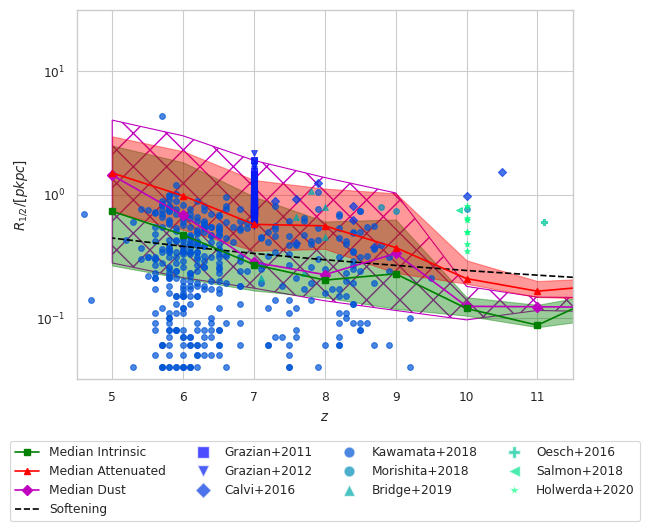 10¹
10⁰
10⁻¹
R₁/₂/[pkpc]
5 6 7 8 9 10 11
z
Median Intrinsic Grazian+2011 Kawamata+2018 Oesch+2016
Median Attenuated Grazian+2012 Morishita+2018 Salmon+2018
Median Dust Calvi+2016 Bridge+2019 Holwerda+2020
Softening